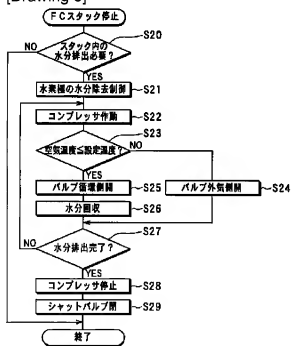 [Drawing 3]
FCスタック停止
S20
スタック内の
水分排出必要?
NO
YES
S21
水素極の水分除去制御
S22
コンプレッサ作動
S23
空気温度≦設定温度?
NO
YES
S25
バルブ循環側開
S24
バルブ外気側開
S26
水分回収
S27
水分排出完了?
NO
YES
S28
コンプレッサ停止
S29
シャットバルブ閉
終了